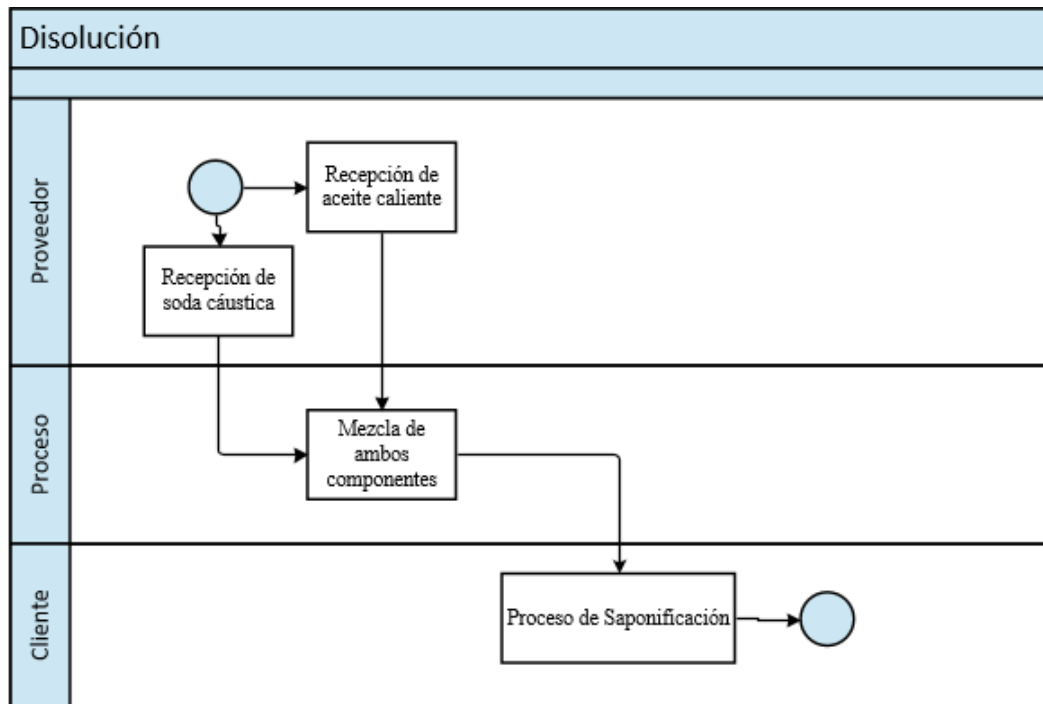 Disolución
Proveedor
Recepción de
aceite caliente
Recepción de
soda cáustica
Proceso
Mezcla de
ambos
componentes
Cliente
Proceso de Saponificación